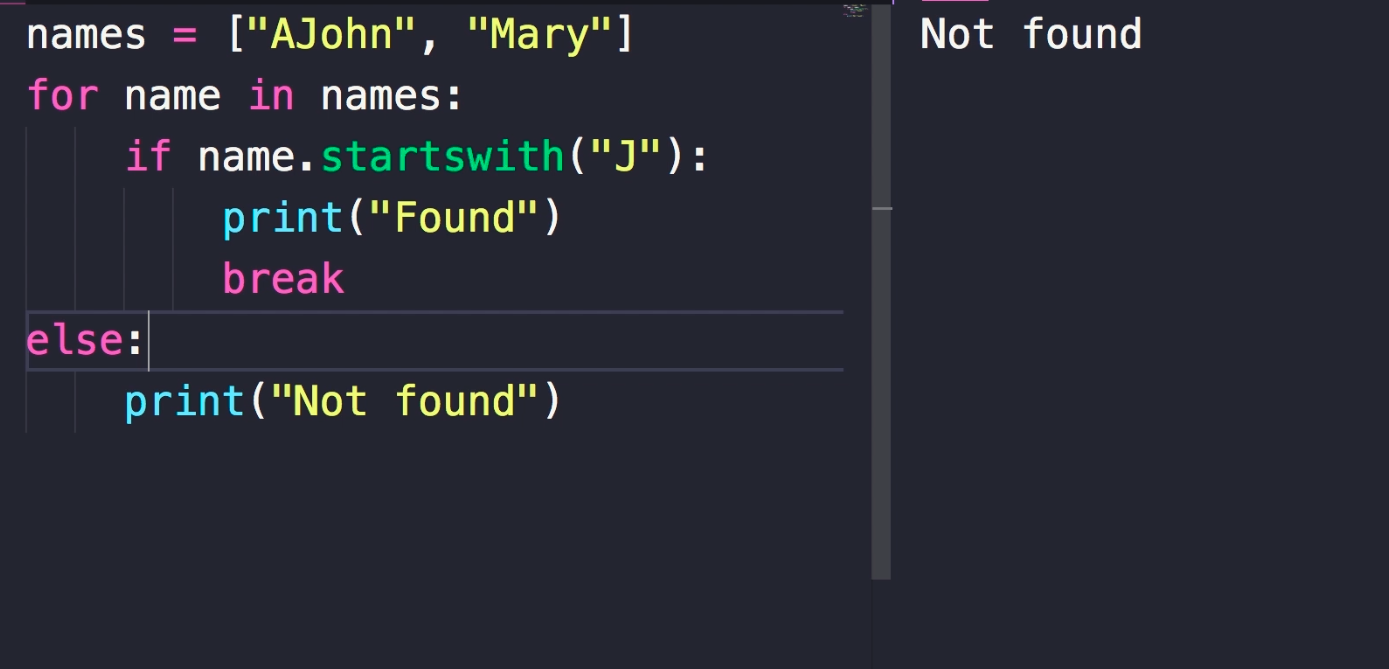 names = ["AJohn", "Mary"]
for name in names:
    if name.startswith("J"):
        print("Found")
        break
else:
    print("Not found")
Not found